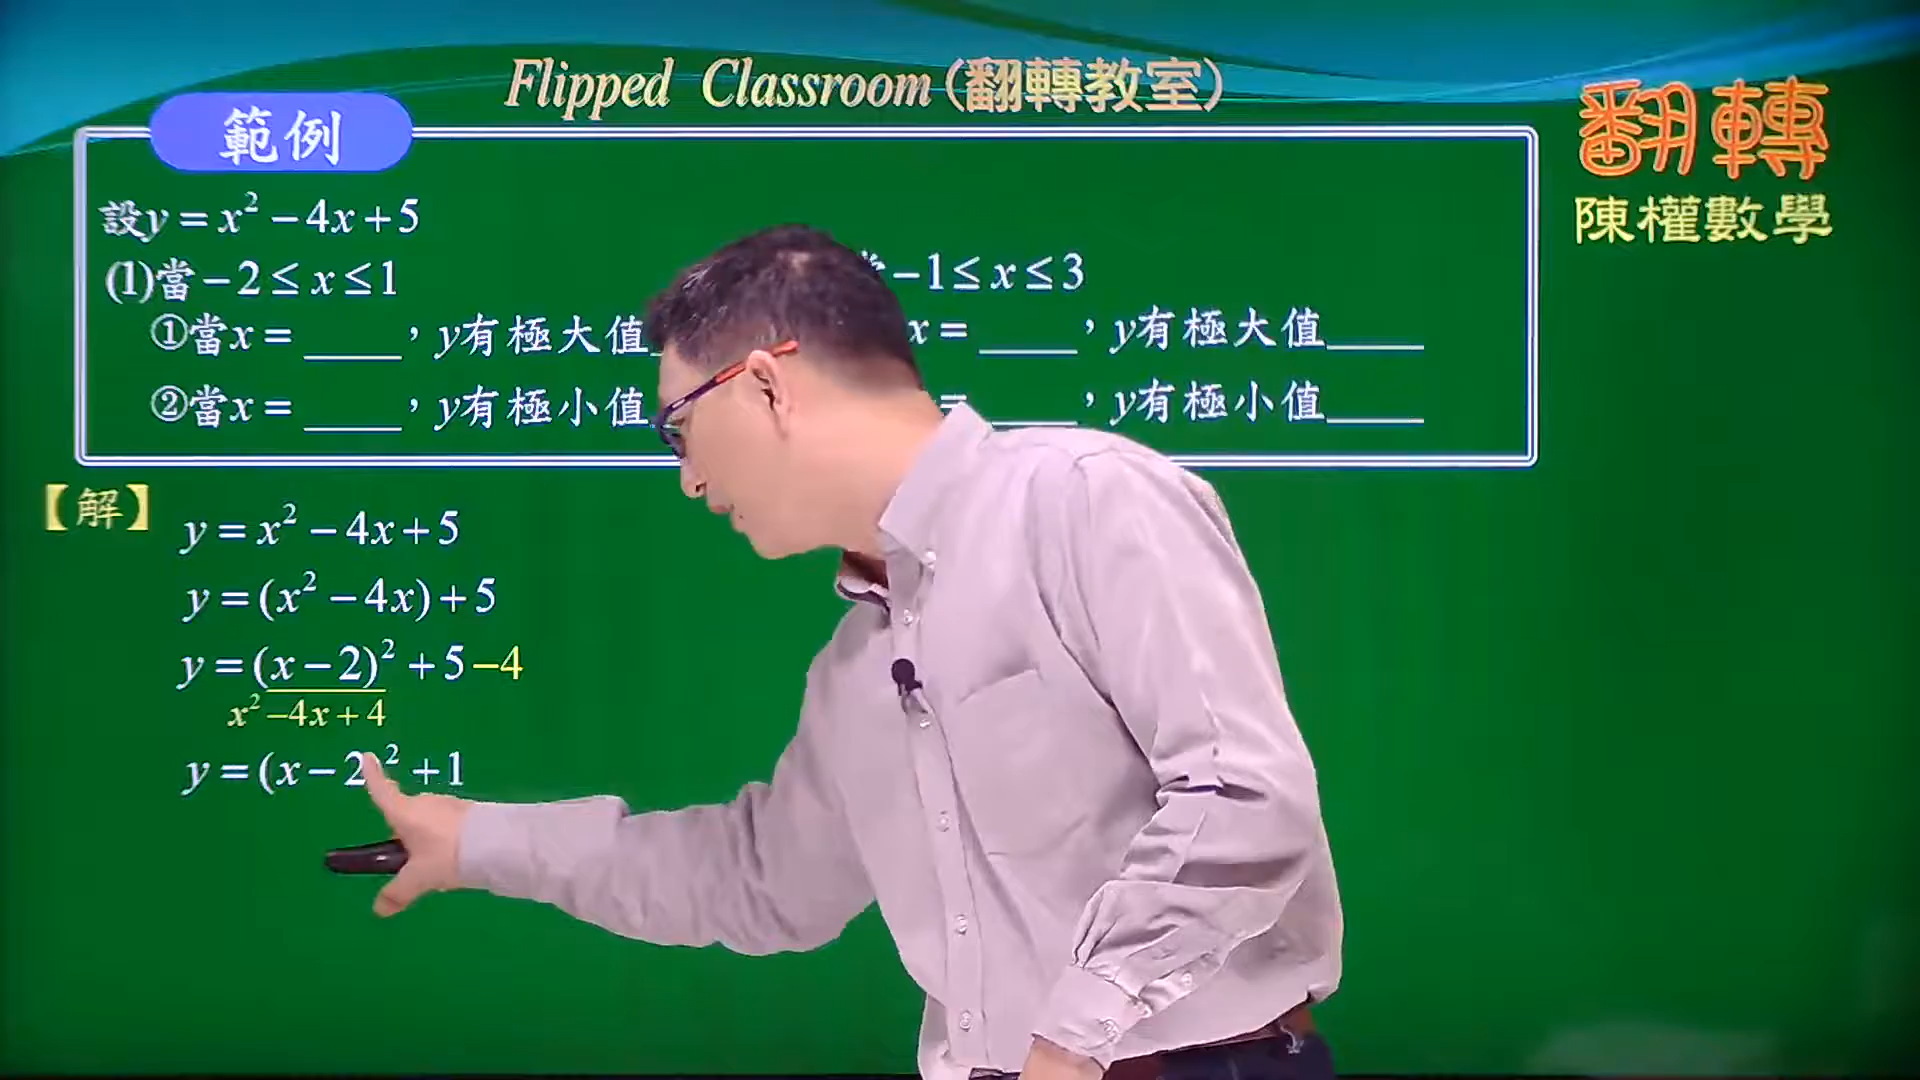 Flipped Classroom(翻轉教室)
翻轉
陳權數學
範例
設y = x² − 4x + 5
(1)當 − 2 ≤ x ≤ 1
①當x = ____，y有極大值
②當x = ____，y有極小值
−1 ≤ x ≤ 3
x = ____，y有極大值____
= ____，y有極小值____
【解】
y = x² − 4x + 5
y = (x² − 4x) + 5
y = (x − 2)² + 5 − 4
x² − 4x + 4
y = (x − 2)² + 1